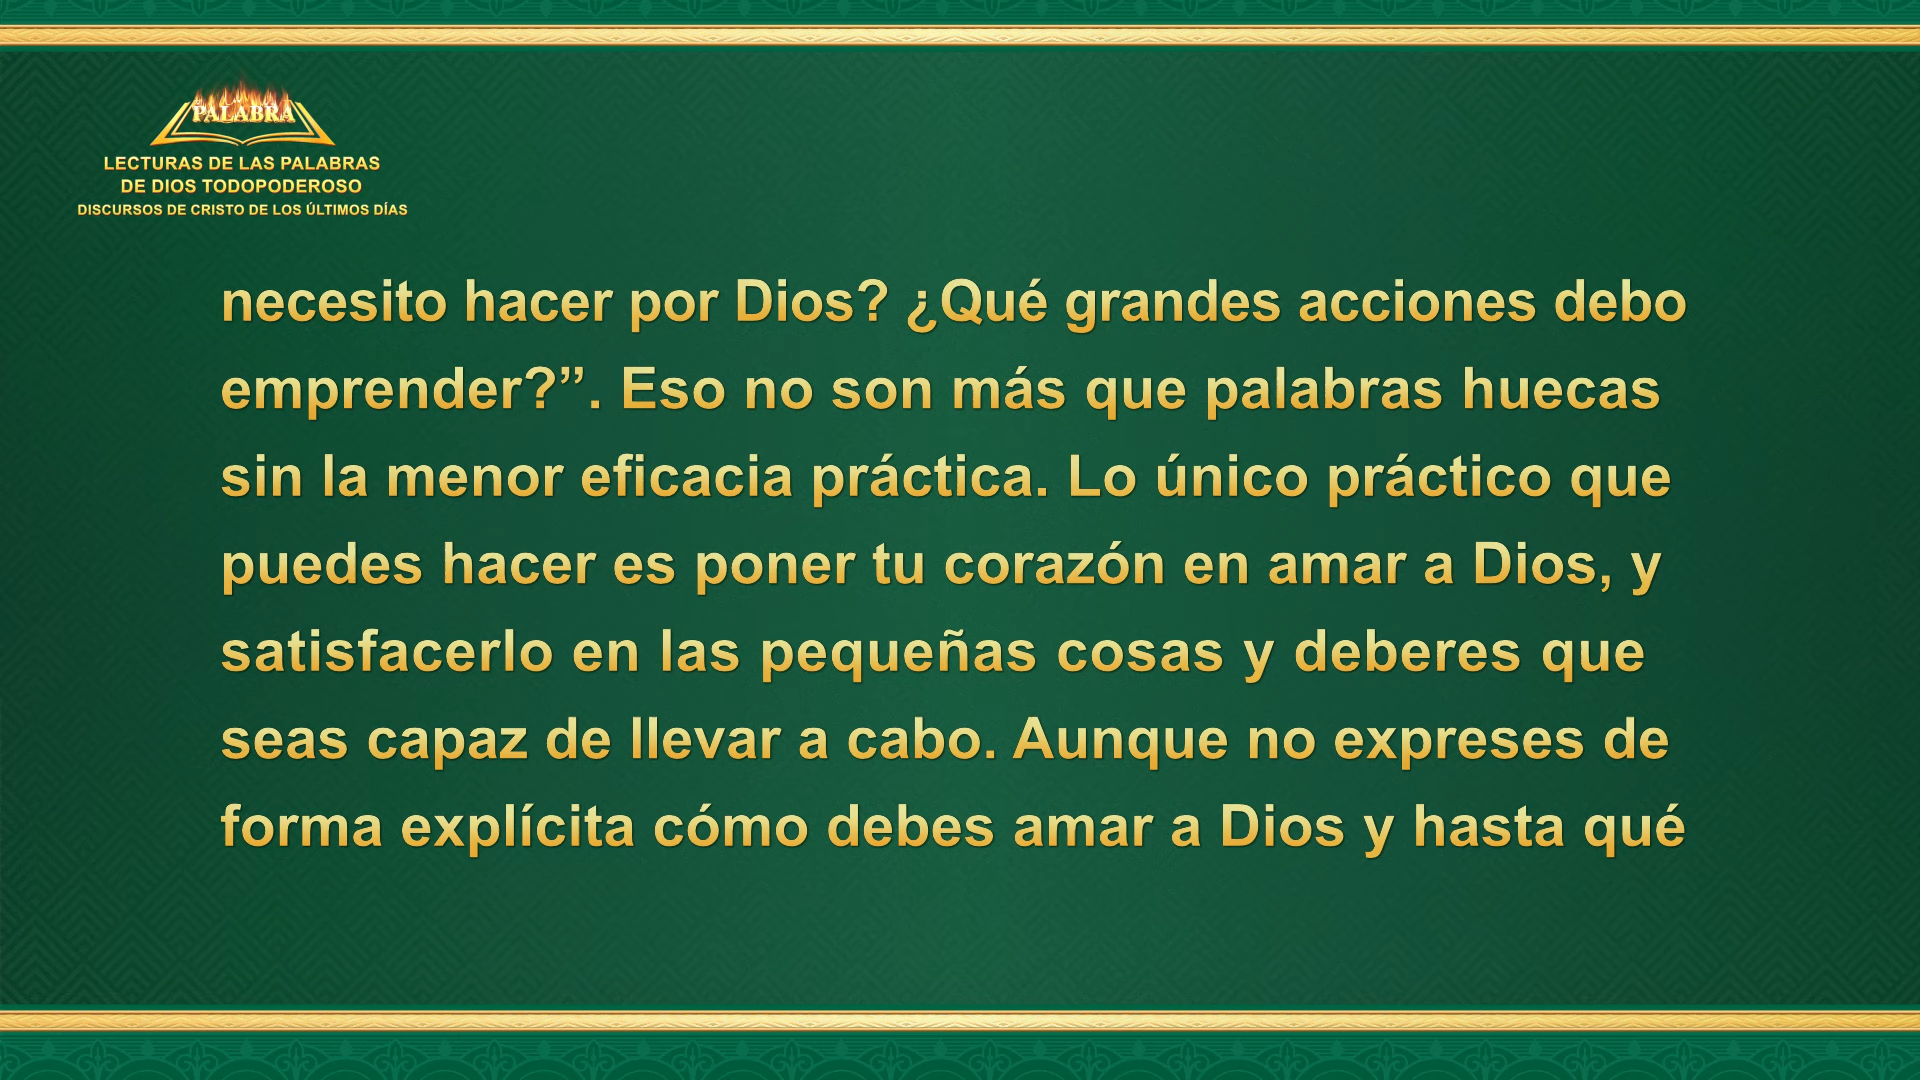 PALABRA
LECTURAS DE LAS PALABRAS
DE DIOS TODOPODEROSO
DISCURSOS DE CRISTO DE LOS ÚLTIMOS DÍAS
necesito hacer por Dios? ¿Qué grandes acciones debo
emprender?”. Eso no son más que palabras huecas
sin la menor eficacia práctica. Lo único práctico que
puedes hacer es poner tu corazón en amar a Dios, y
satisfacerlo en las pequeñas cosas y deberes que
seas capaz de llevar a cabo. Aunque no expreses de
forma explícita cómo debes amar a Dios y hasta qué